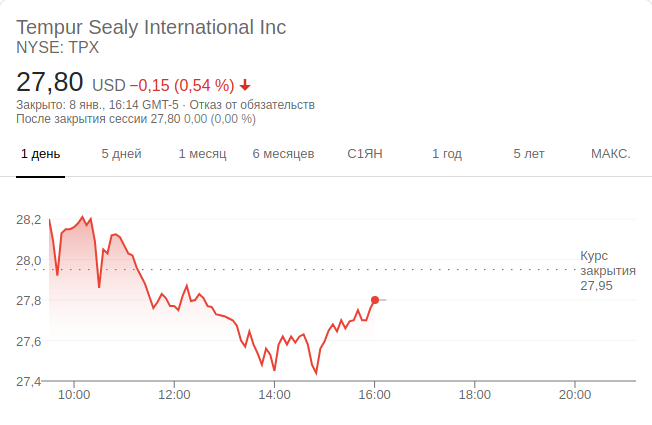 Tempur Sealy International Inc
NYSE: TPX
27,80 USD −0,15 (0,54 %)
Закрыто: 8 янв., 16:14 GMT-5 · Отказ от обязательств
После закрытия сессии 27,80 0,00 (0,00 %)
1 день 5 дней 1 месяц 6 месяцев С1ЯН 1 год 5 лет МАКС.
28,2
28,0
27,8
27,6
27,4
Курс
закрытия
27,95
10:00 12:00 14:00 16:00 18:00 20:00